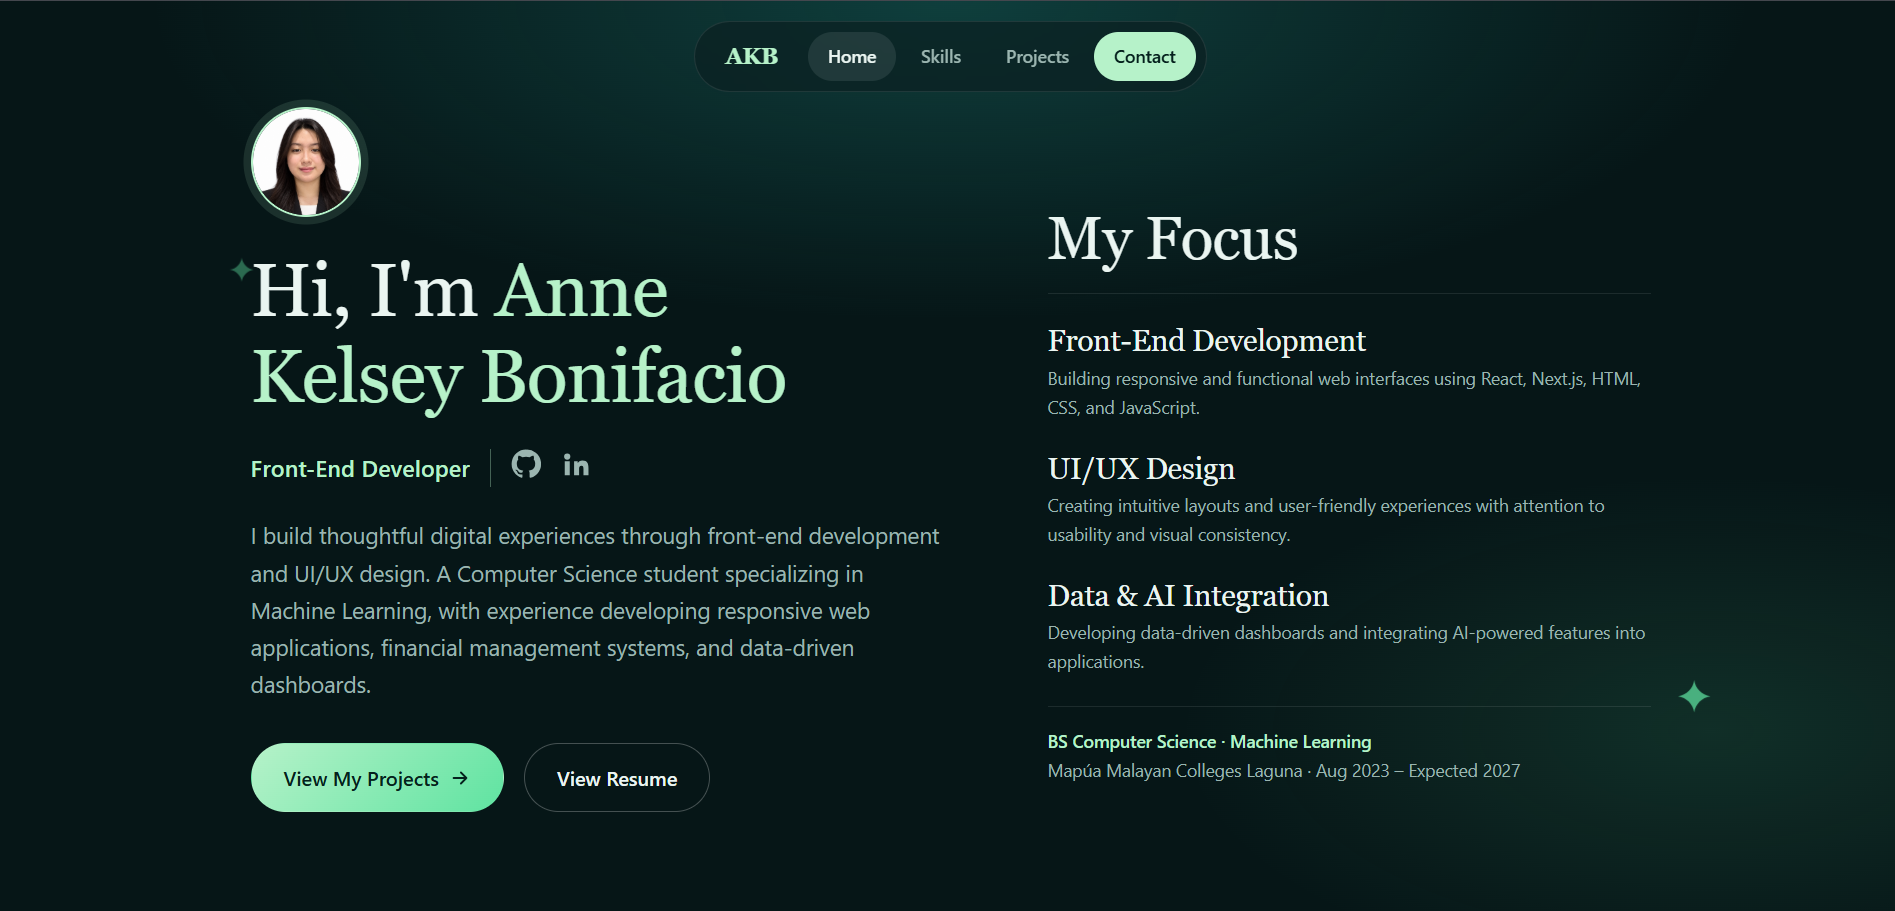 AKB
Home
Skills
Projects
Contact
Hi, I'm Anne
Kelsey Bonifacio
Front-End Developer
I build thoughtful digital experiences through front-end development
and UI/UX design. A Computer Science student specializing in
Machine Learning, with experience developing responsive web
applications, financial management systems, and data-driven
dashboards.
View My Projects →
View Resume
My Focus
Front-End Development
Building responsive and functional web interfaces using React, Next.js, HTML,
CSS, and JavaScript.
UI/UX Design
Creating intuitive layouts and user-friendly experiences with attention to
usability and visual consistency.
Data & AI Integration
Developing data-driven dashboards and integrating AI-powered features into
applications.
BS Computer Science · Machine Learning
Mapúa Malayan Colleges Laguna · Aug 2023 – Expected 2027